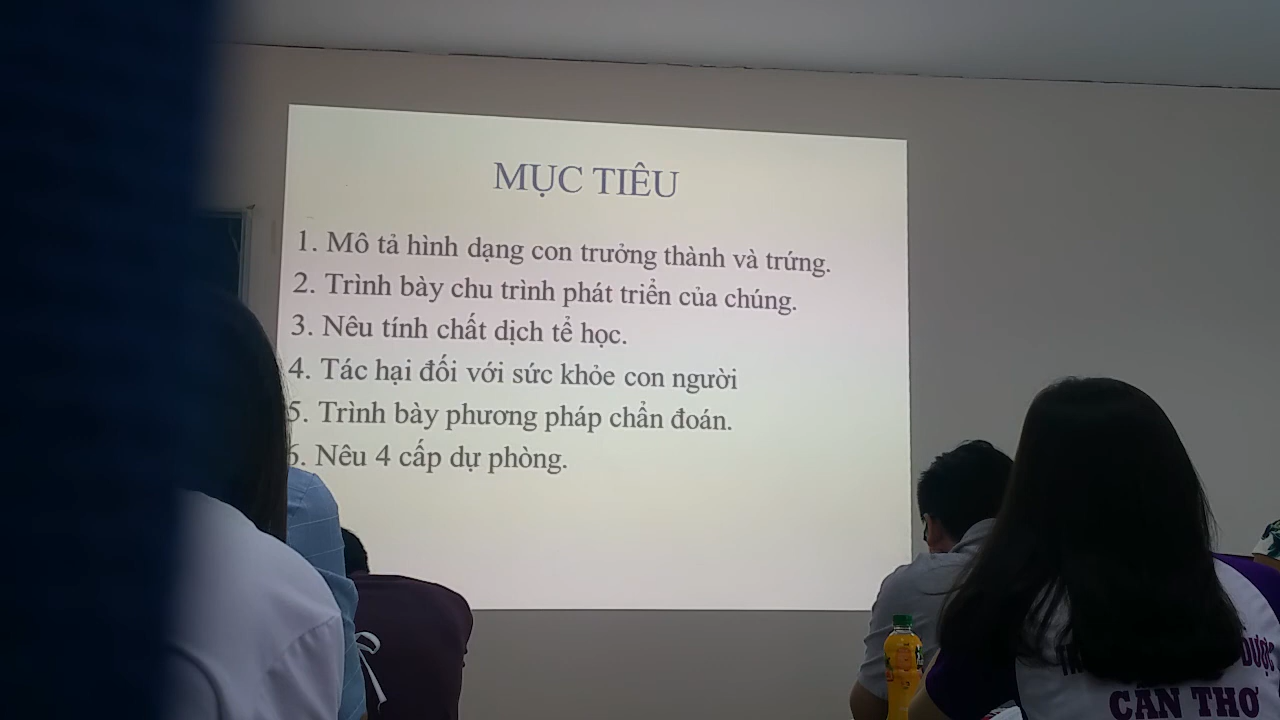 MỤC TIÊU
1. Mô tả hình dạng con trưởng thành và trứng.
2. Trình bày chu trình phát triển của chúng.
3. Nêu tính chất dịch tể học.
4. Tác hại đối với sức khỏe con người
5. Trình bày phương pháp chẩn đoán.
6. Nêu 4 cấp dự phòng.
DƯỢC
CẦN THƠ